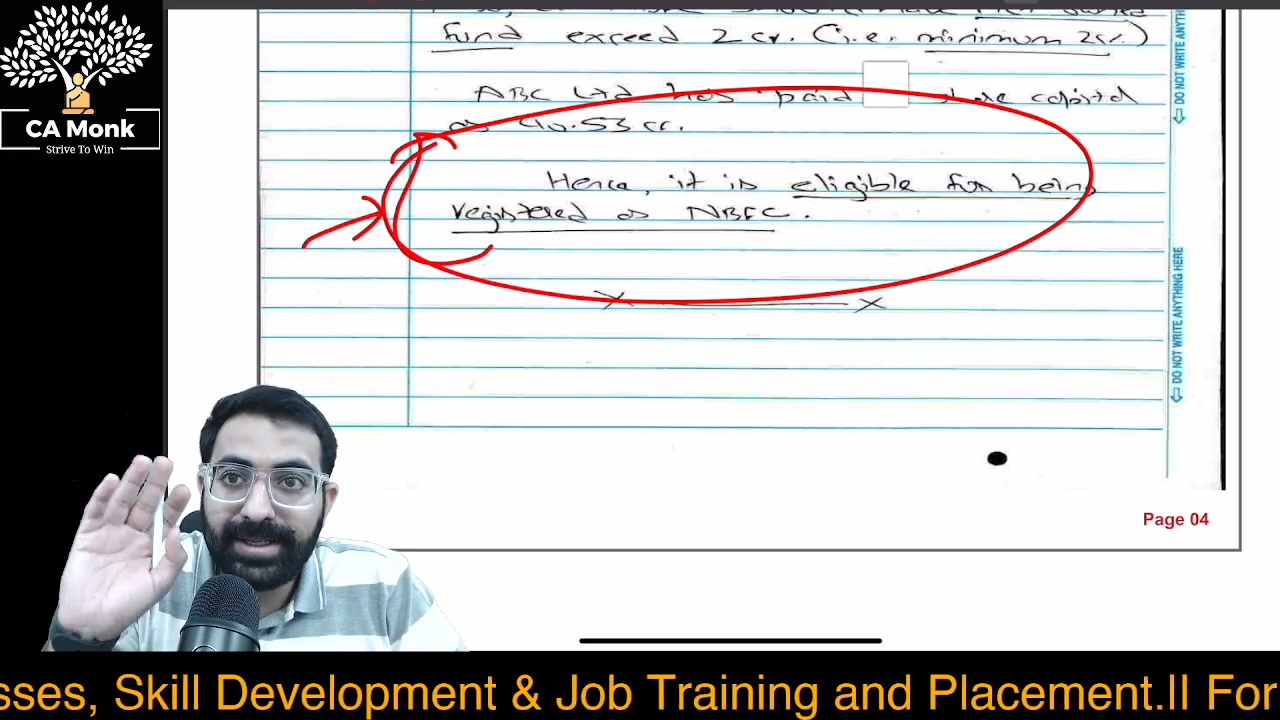 fund exceed 2 cr. (i.e. minimum 2cr.)
ABC Ltd has paid share capital
as 40.53 cr.
Hence, it is eligible for being
registered as NBFC.
CA Monk
Strive To Win
DO NOT WRITE ANYTHING
DO NOT WRITE ANYTHING HERE
Page 04
sses, Skill Development & Job Training and Placement.II For